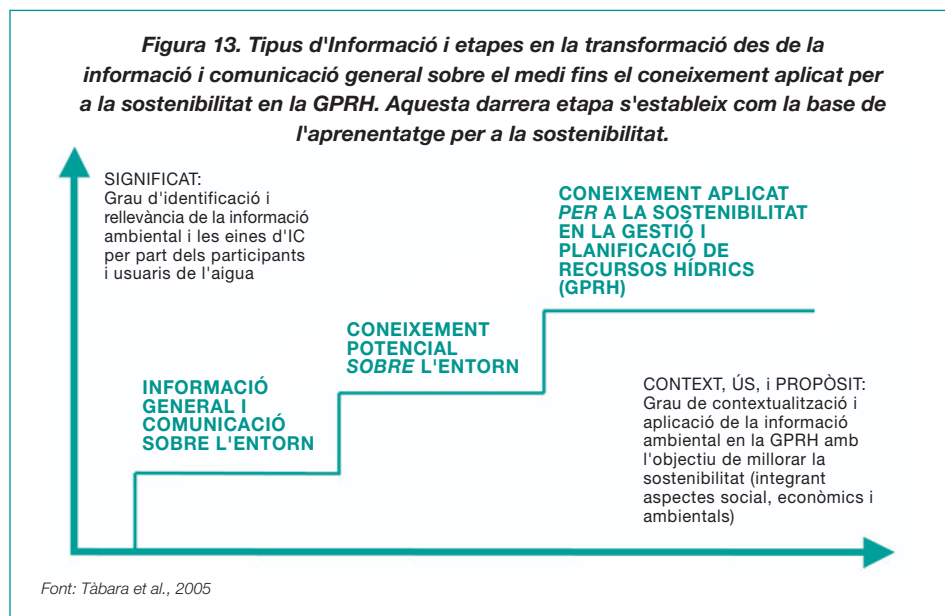 Figura 13. Tipus d'Informació i etapes en la transformació des de la
informació i comunicació general sobre el medi fins el coneixement aplicat per
a la sostenibilitat en la GPRH. Aquesta darrera etapa s'estableix com la base de
l'aprenentatge per a la sostenibilitat.
SIGNIFICAT:
Grau d'identificació i
rellevància de la informació
ambiental i les eines d'IC
per part dels participants
i usuaris de l'aigua
CONEIXEMENT APLICAT
PER A LA SOSTENIBILITAT
EN LA GESTIÓ I
PLANIFICACIÓ DE
RECURSOS HÍDRICS
(GPRH)
CONEIXEMENT
POTENCIAL
SOBRE L'ENTORN
INFORMACIÓ
GENERAL I
COMUNICACIÓ
SOBRE L'ENTORN
CONTEXT, ÚS, i PROPÒSIT:
Grau de contextualització i
aplicació de la informació
ambiental en la GPRH amb
l'objectiu de millorar la
sostenibilitat (integrant
aspectes social, econòmics i
ambientals)
Font: Tàbara et al., 2005